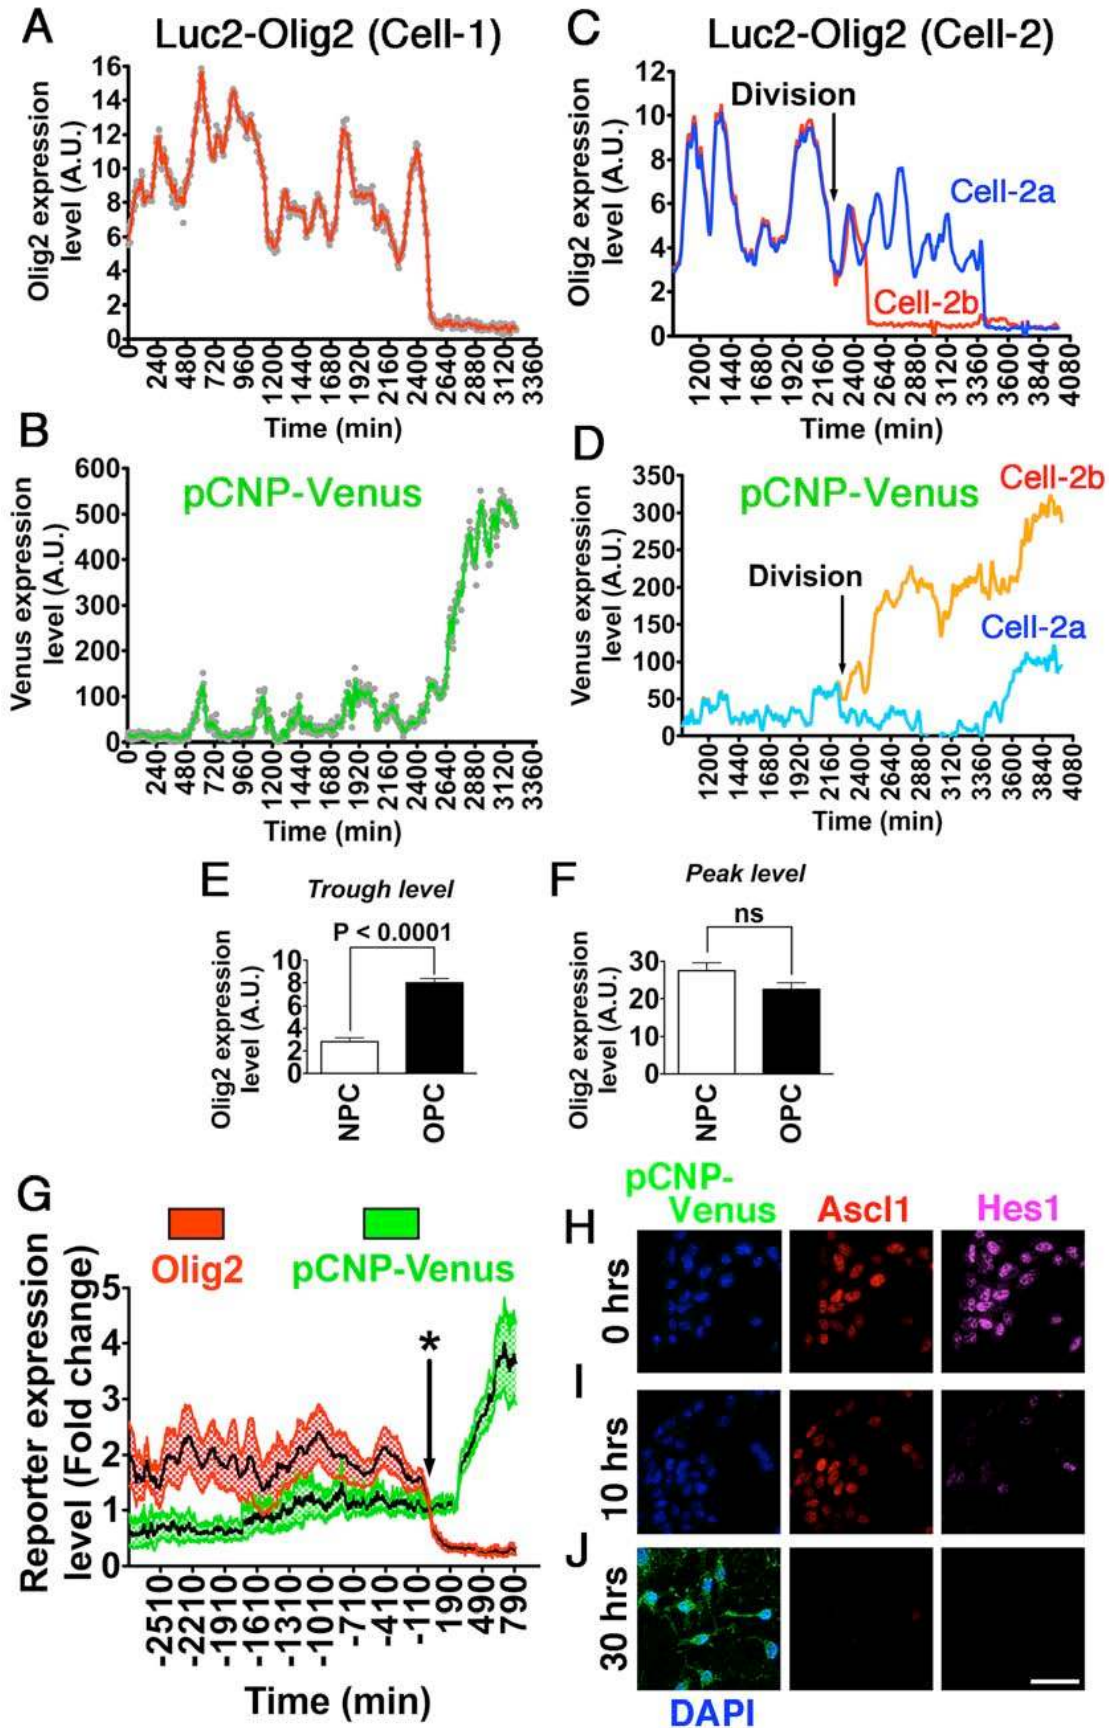 A
Luc2-Olig2 (Cell-1)
Olig2 expression
level (A.U.)
16
14
12
10
8
6
4
2
0
0
240
480
720
960
1200
1440
1680
1920
2160
2400
2640
2880
3120
3360
Time (min)
C
Luc2-Olig2 (Cell-2)
Olig2 expression
level (A.U.)
12
10
8
6
4
2
0
Division
Cell-2a
Cell-2b
1200
1440
1680
1920
2160
2400
2640
2880
3120
3360
3600
3840
4080
Time (min)
B
pCNP-Venus
Venus expression
level (A.U.)
600
500
400
300
200
100
0
0
240
480
720
960
1200
1440
1680
1920
2160
2400
2640
2880
3120
3360
Time (min)
D
pCNP-Venus
Venus expression
level (A.U.)
350
300
250
200
150
100
50
0
Cell-2b
Division
Cell-2a
1200
1440
1680
1920
2160
2400
2640
2880
3120
3360
3600
3840
4080
Time (min)
E
Trough level
P < 0.0001
Olig2 expression
level (A.U.)
10
8
6
4
2
0
NPC
OPC
F
Peak level
ns
Olig2 expression
level (A.U.)
30
20
10
0
NPC
OPC
G
Olig2
pCNP-Venus
Reporter expression
level (Fold change)
5
4
3
2
1
0
*
-2510
-2210
-1910
-1610
-1310
-1010
-710
-410
-110
190
490
790
Time (min)
pCNP-
Venus
Ascl1
Hes1
H
0 hrs
I
10 hrs
J
30 hrs
DAPI